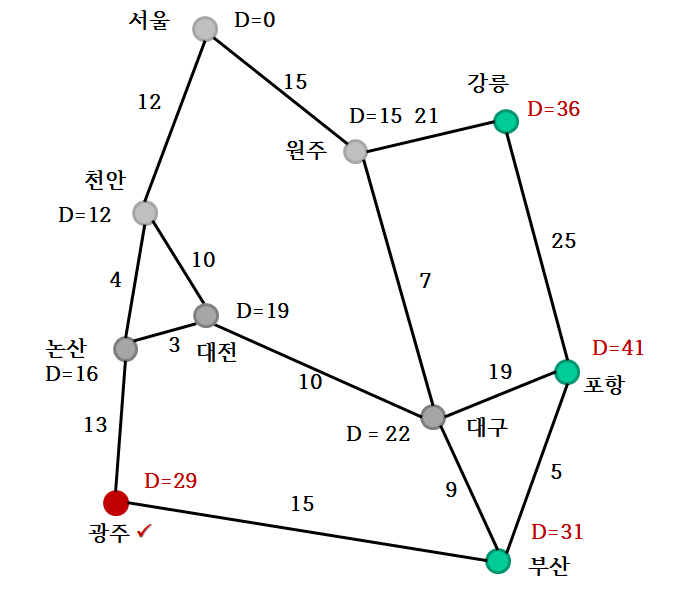 서울 D=0
15
12
강릉
D=36
D=15 21
원주
천안
D=12
25
10
4
7
D=19
3 대전
논산
D=16
D=41
포항
19
10
13
D = 22
대구
D=29
15
9
5
광주 ✓
D=31
부산